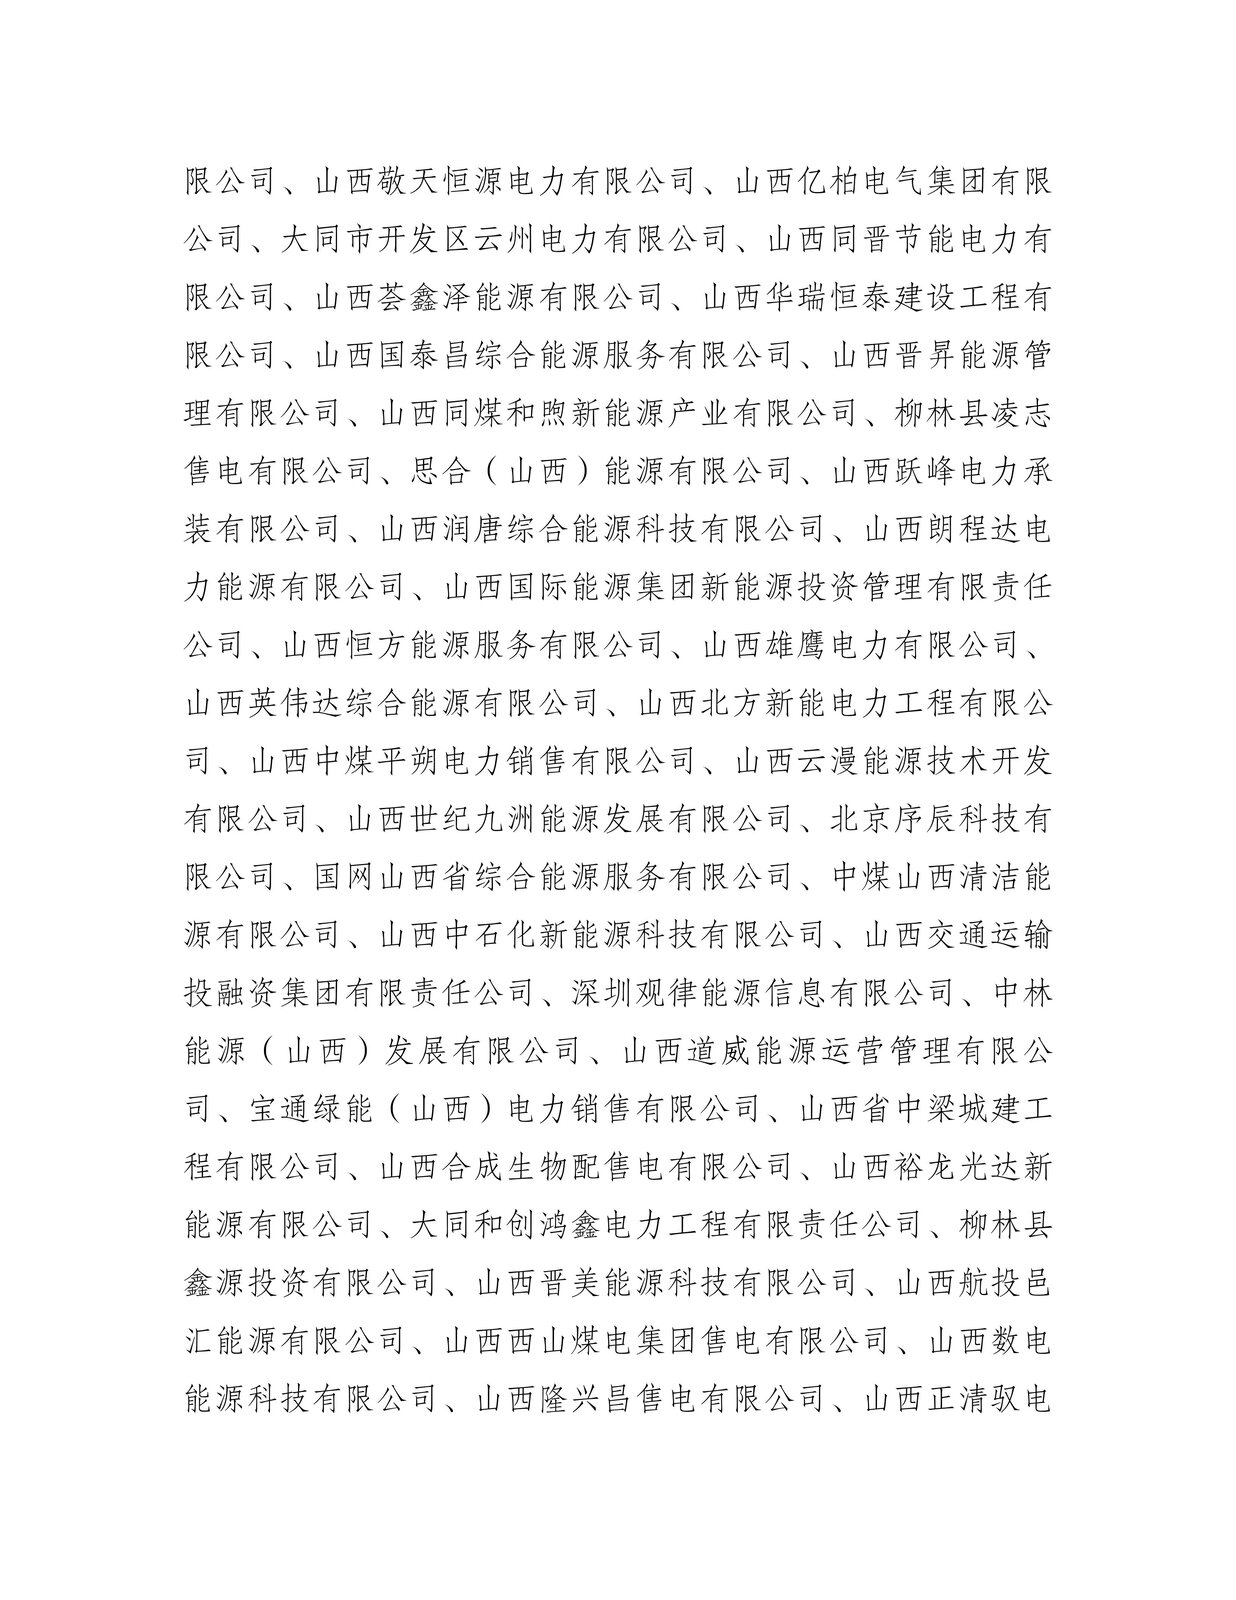 限公司、山西敬天恒源电力有限公司、山西亿柏电气集团有限
公司、大同市开发区云州电力有限公司、山西同晋节能电力有
限公司、山西荟鑫泽能源有限公司、山西华瑞恒泰建设工程有
限公司、山西国泰昌综合能源服务有限公司、山西晋昇能源管
理有限公司、山西同煤和煦新能源产业有限公司、柳林县凌志
售电有限公司、思合（山西）能源有限公司、山西跃峰电力承
装有限公司、山西润唐综合能源科技有限公司、山西朗程达电
力能源有限公司、山西国际能源集团新能源投资管理有限责任
公司、山西恒方能源服务有限公司、山西雄鹰电力有限公司、
山西英伟达综合能源有限公司、山西北方新能电力工程有限公
司、山西中煤平朔电力销售有限公司、山西云漫能源技术开发
有限公司、山西世纪九洲能源发展有限公司、北京序辰科技有
限公司、国网山西省综合能源服务有限公司、中煤山西清洁能
源有限公司、山西中石化新能源科技有限公司、山西交通运输
投融资集团有限责任公司、深圳观律能源信息有限公司、中林
能源（山西）发展有限公司、山西道威能源运营管理有限公
司、宝通绿能（山西）电力销售有限公司、山西省中梁城建工
程有限公司、山西合成生物配售电有限公司、山西裕龙光达新
能源有限公司、大同和创鸿鑫电力工程有限责任公司、柳林县
鑫源投资有限公司、山西晋美能源科技有限公司、山西航投邑
汇能源有限公司、山西西山煤电集团售电有限公司、山西数电
能源科技有限公司、山西隆兴昌售电有限公司、山西正清驭电